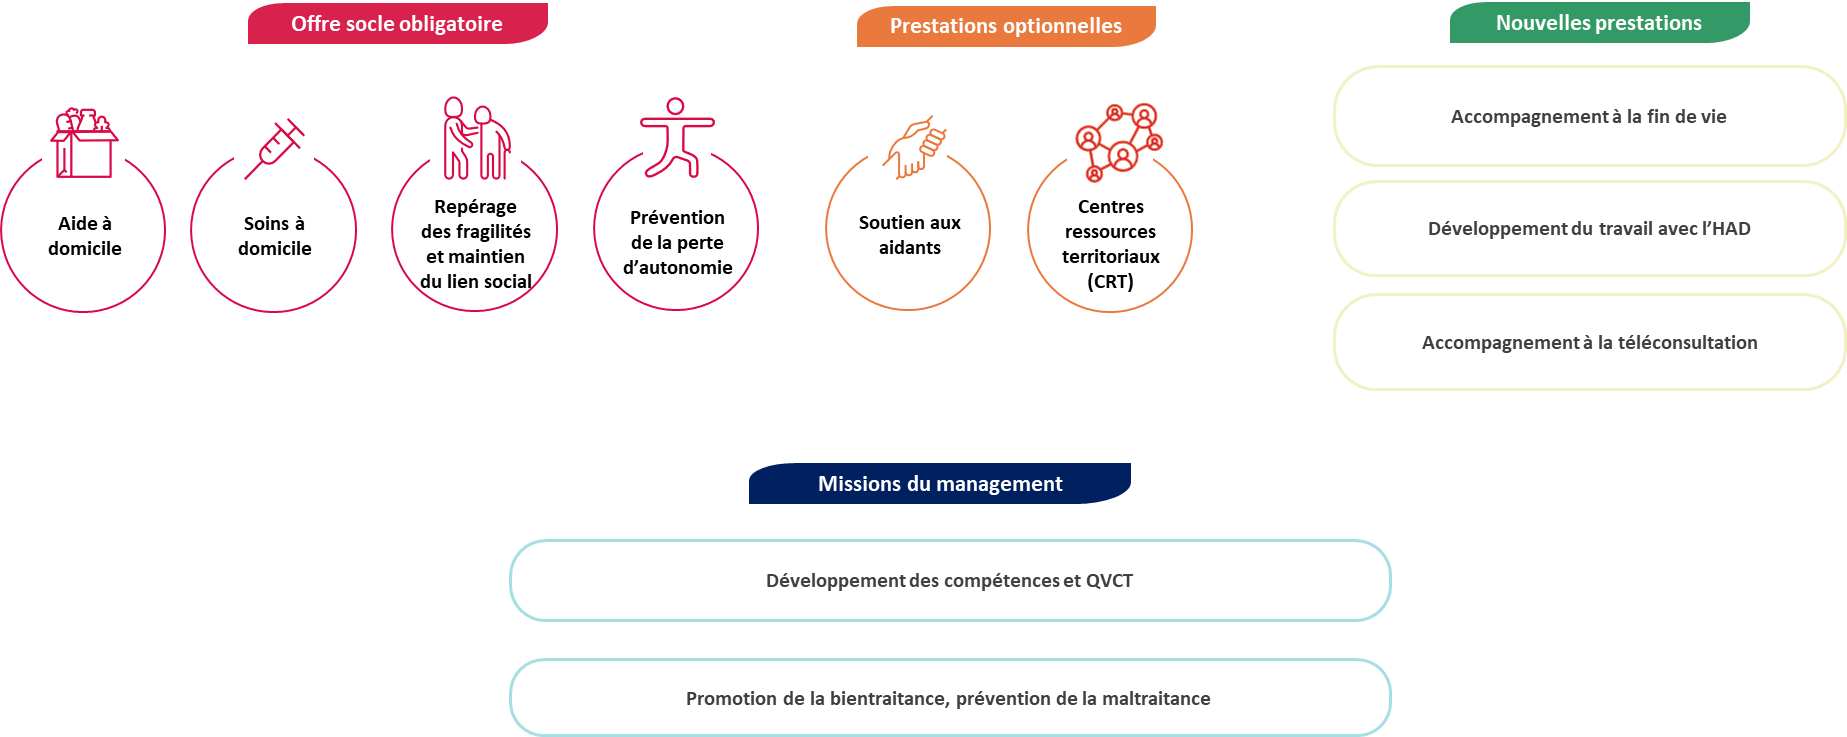 Offre socle obligatoire
Aide à
domicile
Soins à
domicile
Repérage
des fragilités
et maintien
du lien social
Prévention
de la perte
d’autonomie
Prestations optionnelles
Soutien aux
aidants
Centres
ressources
territoriaux
(CRT)
Nouvelles prestations
Accompagnement à la fin de vie
Développement du travail avec l’HAD
Accompagnement à la téléconsultation
Missions du management
Développement des compétences et QVCT
Promotion de la bientraitance, prévention de la maltraitance